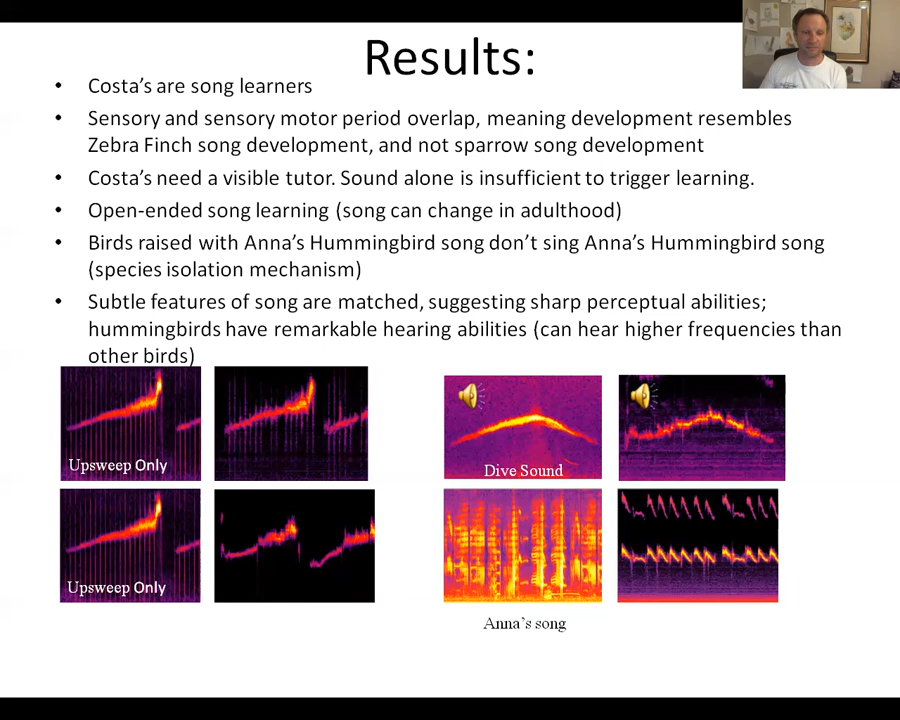 Results:
• Costa’s are song learners
• Sensory and sensory motor period overlap, meaning development resembles
Zebra Finch song development, and not sparrow song development
• Costa’s need a visible tutor. Sound alone is insufficient to trigger learning.
• Open-ended song learning (song can change in adulthood)
• Birds raised with Anna’s Hummingbird song don’t sing Anna’s Hummingbird song
(species isolation mechanism)
• Subtle features of song are matched, suggesting sharp perceptual abilities;
hummingbirds have remarkable hearing abilities (can hear higher frequencies than
other birds)
Upsweep Only
Dive Sound
Upsweep Only
Anna’s song